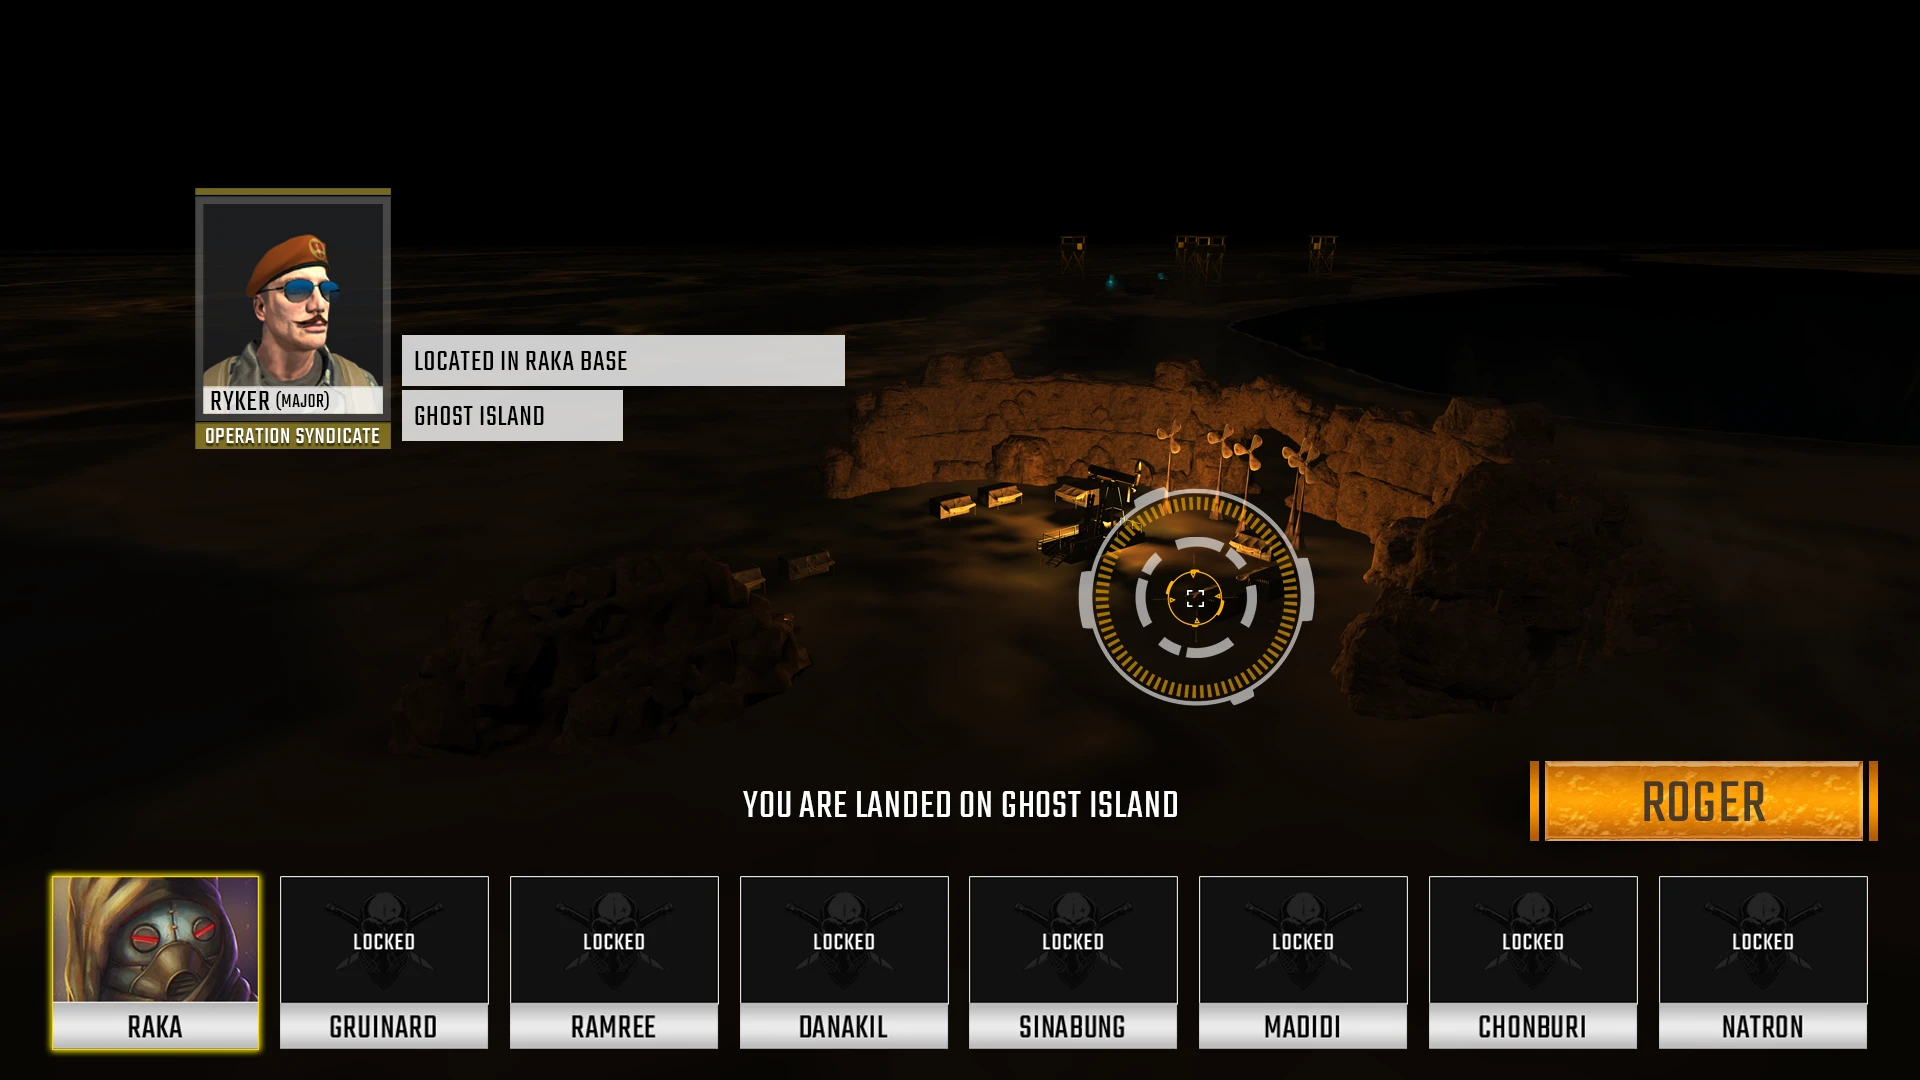 RYKER (MAJOR)
OPERATION SYNDICATE
LOCATED IN RAKA BASE
GHOST ISLAND
YOU ARE LANDED ON GHOST ISLAND
ROGER
LOCKED
LOCKED
LOCKED
LOCKED
LOCKED
LOCKED
LOCKED
RAKA
GRUINARD
RAMREE
DANAKIL
SINABUNG
MADIDI
CHONBURI
NATRON